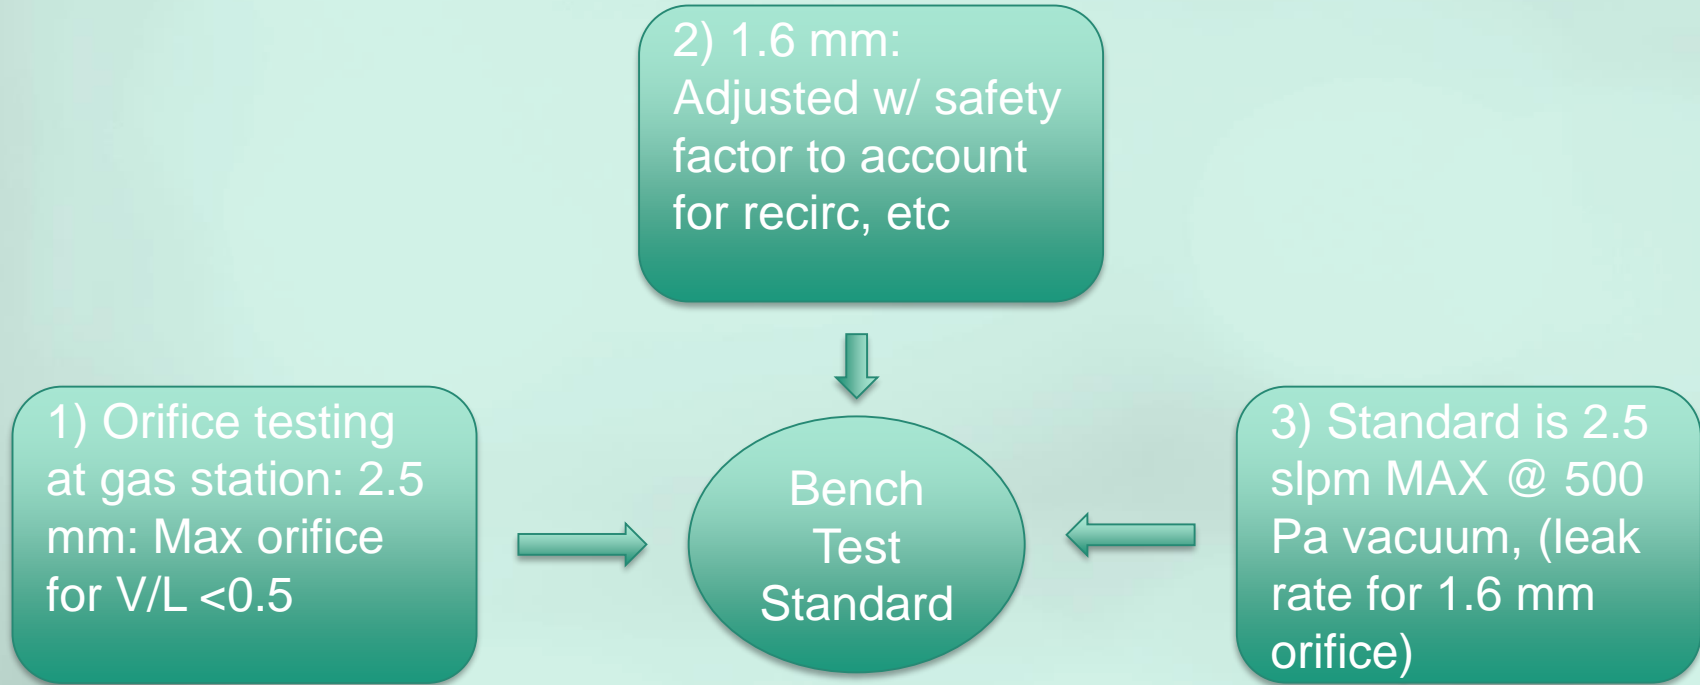 2) 1.6 mm:
Adjusted w/ safety
factor to account
for recirc, etc
1) Orifice testing
at gas station: 2.5
mm: Max orifice
for V/L <0.5
Bench
Test
Standard
3) Standard is 2.5
slpm MAX @ 500
Pa vacuum, (leak
rate for 1.6 mm
orifice)